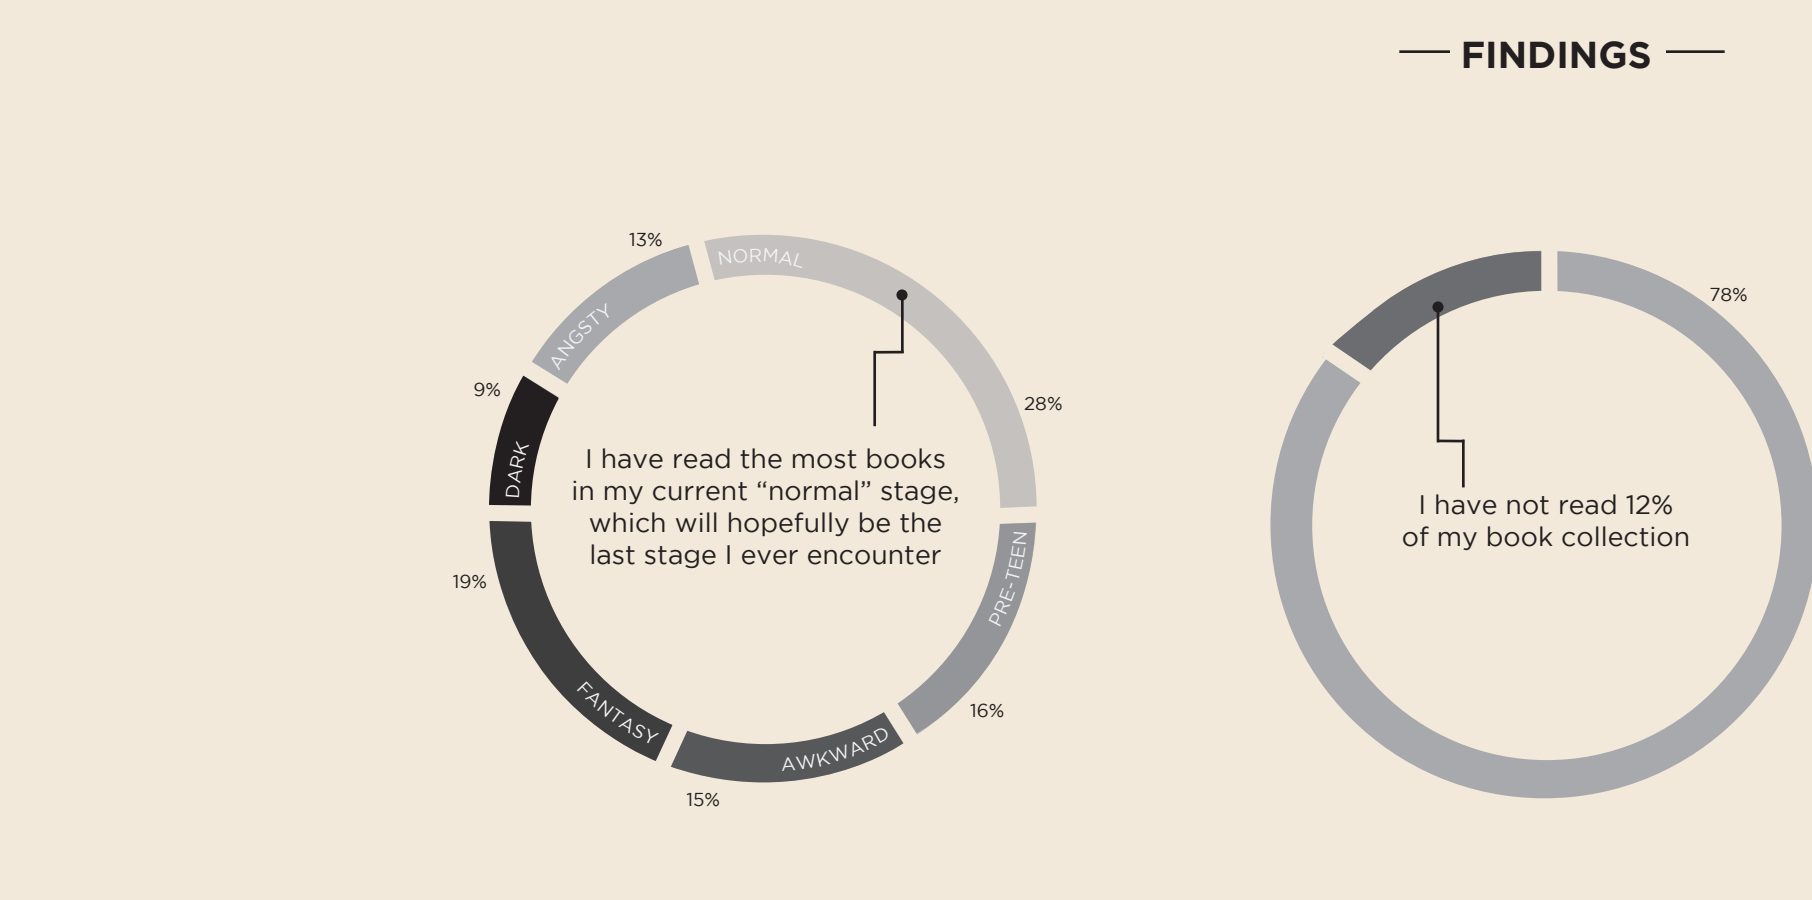 FINDINGS
13%
NORMAL
ANGSTY
78%
9%
28%
DARK
I have read the most books
in my current “normal” stage,
which will hopefully be the
last stage I ever encounter
I have not read 12%
of my book collection
PRE-TEEN
19%
FANTASY
16%
AWKWARD
15%